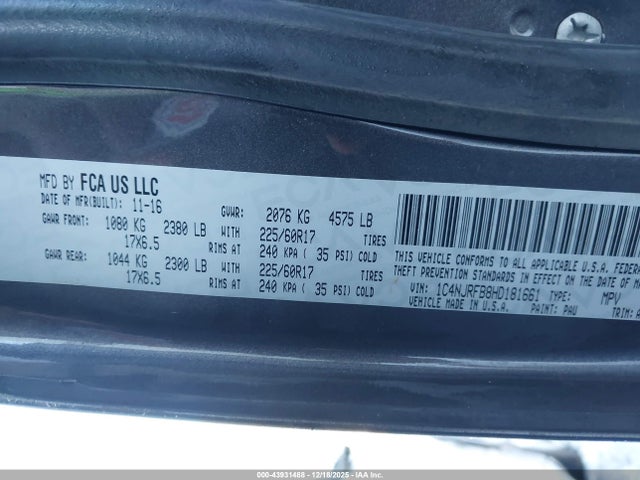 MFD BY FCA US LLC
DATE OF MFR(BUILT): 11-16 GVWR: 2076 KG 4575 LB
GAWR FRONT: 1080 KG 2380 LB WITH 225/60R17 TIRES
17X6.5 RIMS AT 240 KPA ( 35 PSI) COLD
GAWR REAR: 1044 KG 2300 LB WITH 225/60R17 TIRES
17X6.5 RIMS AT 240 KPA ( 35 PSI) COLD
THIS VEHICLE CONFORMS TO ALL APPLICABLE U.S.A. FEDERA
THEFT PREVENTION STANDARDS IN EFFECT ON THE DATE OF M
VIN: 1C4NJRFB8HD181661 TYPE: MPV
VEHICLE MADE IN U.S.A. PAINT: PAU TRIM: A
000-43931468 - 12/18/2025 - IAA Inc.